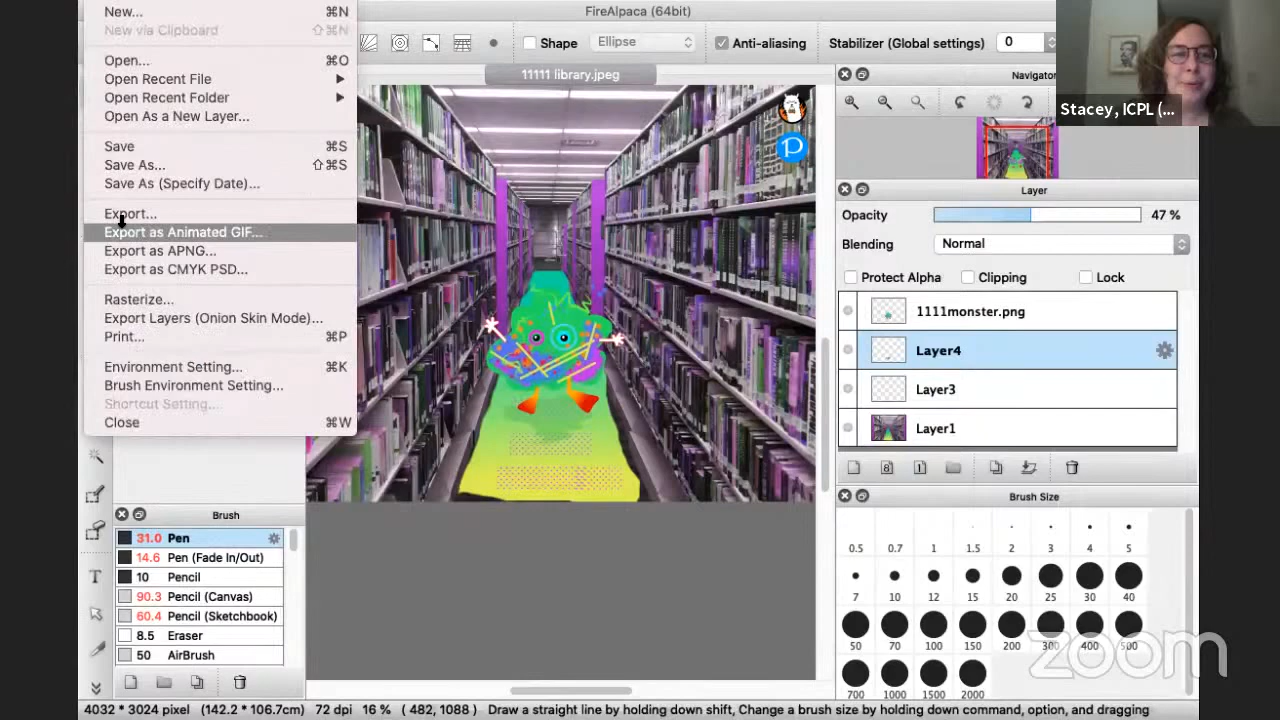 FireAlpaca (64bit)
New... ⌘N
New via Clipboard ⇧⌘N
Open... ⌘O
Open Recent File
Open Recent Folder
Open As a New Layer...
Save ⌘S
Save As... ⇧⌘S
Save As (Specify Date)...
Export...
Export as Animated GIF...
Export as APNG...
Export as CMYK PSD...
Rasterize...
Export Layers (Onion Skin Mode)...
Print... ⌘P
Environment Setting... ⌘K
Brush Environment Setting...
Shortcut Setting...
Close ⌘W
Shape Ellipse Anti-aliasing Stabilizer (Global settings) 0
11111 library.jpeg
Stacey, ICPL (...
Layer
Opacity 47 %
Blending Normal
Protect Alpha Clipping Lock
1111monster.png
Layer4
Layer3
Layer1
8 1
Brush
31.0 Pen
14.6 Pen (Fade In/Out)
10 Pencil
90.3 Pencil (Canvas)
60.4 Pencil (Sketchbook)
8.5 Eraser
50 AirBrush
T
Brush Size
0.5 0.7 1 1.5 2 3 4 5
7 10 12 15 20 25 30 40
50 70 100 150 200 300 400 500
700 1000 1500 2000
zoom
4032 * 3024 pixel (142.2 * 106.7cm) 72 dpi 16 % ( 482, 1088 ) Draw a straight line by holding down shift, Change a brush size by holding down command, option, and dragging